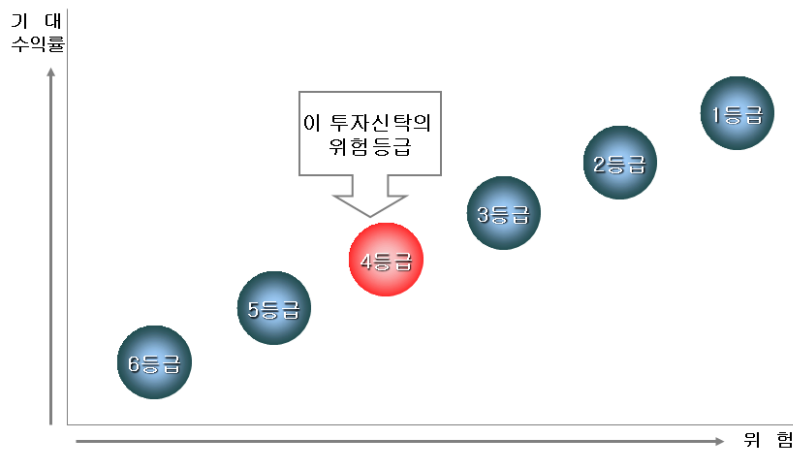 기 대
수익률
이 투자신탁의
위험등급
1등급
2등급
3등급
4등급
5등급
6등급
위 험